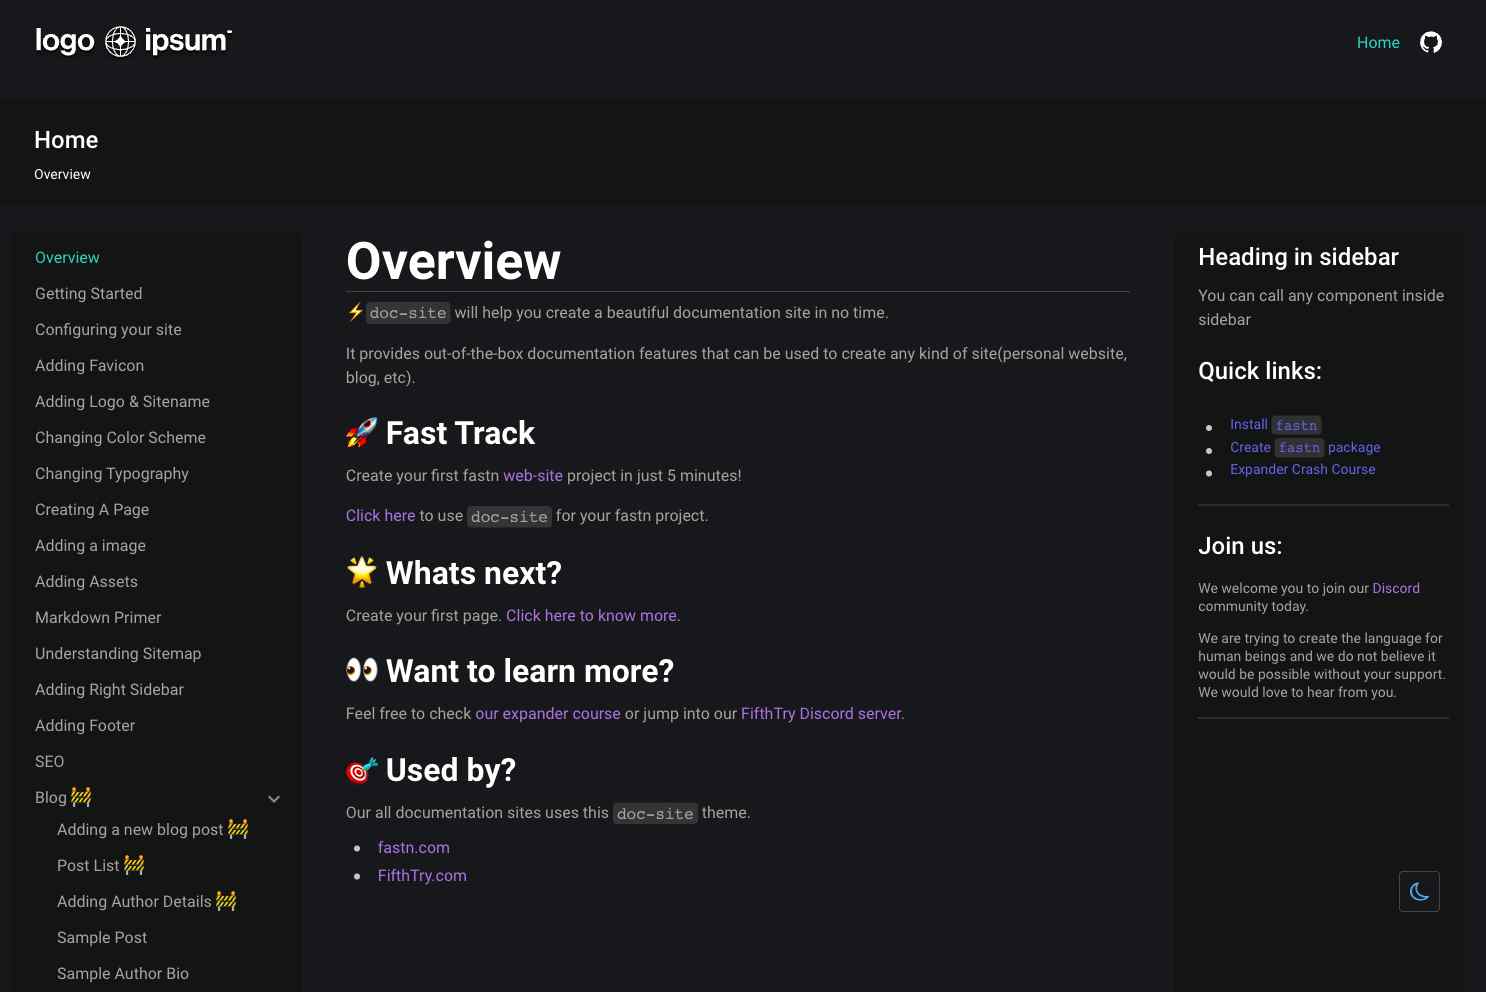 logo ipsum
Home
Home
Overview
Overview
Getting Started
Configuring your site
Adding Favicon
Adding Logo & Sitename
Changing Color Scheme
Changing Typography
Creating A Page
Adding a image
Adding Assets
Markdown Primer
Understanding Sitemap
Adding Right Sidebar
Adding Footer
SEO
Blog 🚧
Adding a new blog post 🚧
Post List 🚧
Adding Author Details 🚧
Sample Post
Sample Author Bio
Overview
⚡ doc-site will help you create a beautiful documentation site in no time.
It provides out-of-the-box documentation features that can be used to create any kind of site(personal website,
blog, etc).
🚀 Fast Track
Create your first fastn web-site project in just 5 minutes!
Click here to use doc-site for your fastn project.
🌟 Whats next?
Create your first page. Click here to know more.
👀 Want to learn more?
Feel free to check our expander course or jump into our FifthTry Discord server.
🎯 Used by?
Our all documentation sites uses this doc-site theme.
• fastn.com
• FifthTry.com
Heading in sidebar
You can call any component inside
sidebar
Quick links:
• Install fastn
• Create fastn package
• Expander Crash Course
Join us:
We welcome you to join our Discord
community today.
We are trying to create the language for
human beings and we do not believe it
would be possible without your support.
We would love to hear from you.